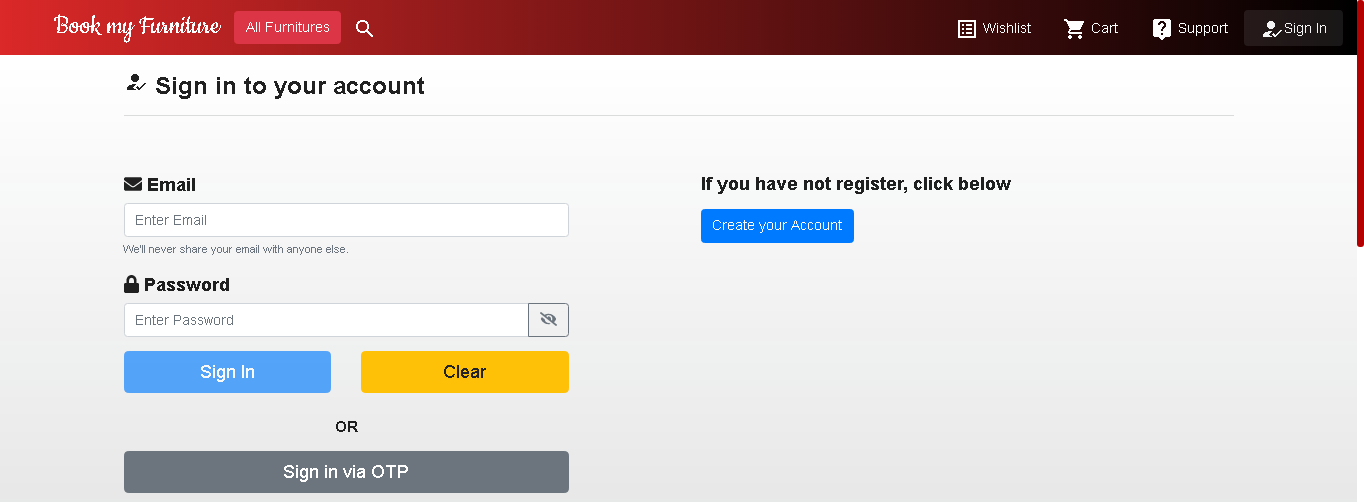 Book my Furniture All Furnitures Wishlist Cart Support Sign In
Sign in to your account
Email
If you have not register, click below
Enter Email
Create your Account
We'll never share your email with anyone else.
Password
Enter Password
Sign In Clear
OR
Sign in via OTP